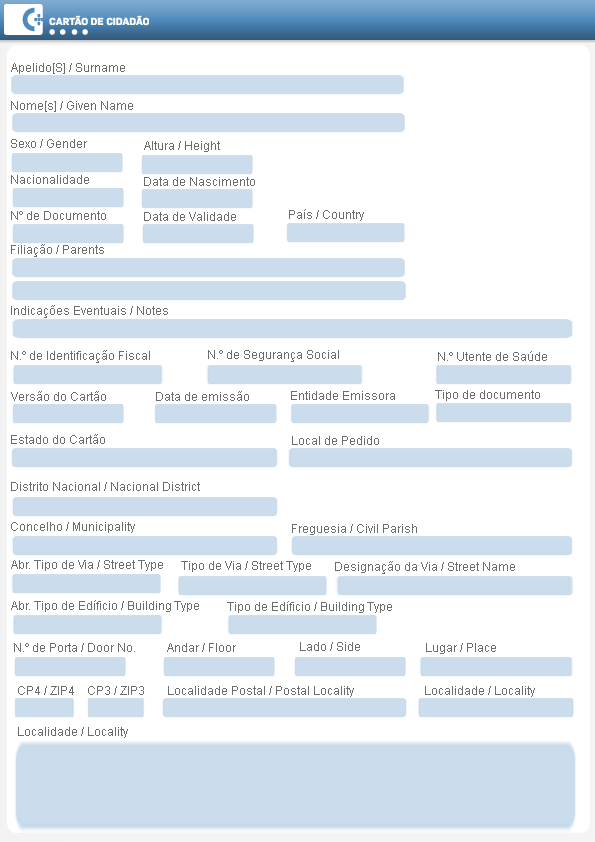 CARTÃO DE CIDADÃO
Apelido[S] / Surname
Nome[s] / Given Name
Sexo / Gender
Altura / Height
Nacionalidade
Data de Nascimento
Nº de Documento
Data de Validade
País / Country
Filiação / Parents
Indicações Eventuais / Notes
N.º de Identificação Fiscal
N.º de Segurança Social
N.º Utente de Saúde
Versão do Cartão
Data de emissão
Entidade Emissora
Tipo de documento
Estado do Cartão
Local de Pedido
Distrito Nacional / Nacional District
Concelho / Municipality
Freguesia / Civil Parish
Abr. Tipo de Via / Street Type
Tipo de Via / Street Type
Designação da Via / Street Name
Abr. Tipo de Edíficio / Building Type
Tipo de Edíficio / Building Type
N.º de Porta / Door No.
Andar / Floor
Lado / Side
Lugar / Place
CP4 / ZIP4
CP3 / ZIP3
Localidade Postal / Postal Locality
Localidade / Locality
Localidade / Locality